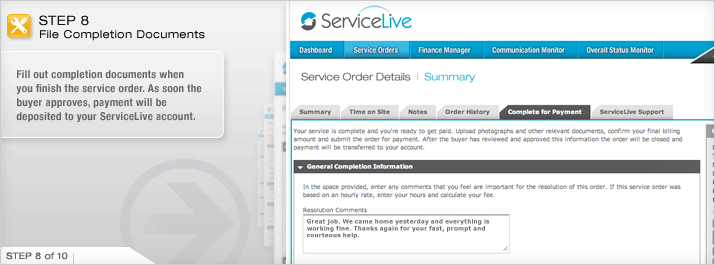 STEP 8
File Completion Documents
Fill out completion documents when
you finish the service order. As soon the
buyer approves, payment will be
deposited to your ServiceLive account.
STEP 8 of 10
ServiceLive
Dashboard Service Orders Finance Manager Communication Monitor Overall Status Monitor
Service Order Details | Summary
Summary Time on Site Notes Order History Complete for Payment ServiceLive Support
Your service is complete and you're ready to get paid. Upload photographs and other relevant documents, confirm your final billing
amount and submit the order for payment. After the buyer has reviewed and approved this information the order will be closed and
payment will be transferred to your account.
General Completion Information
In the space provided, enter any comments that you feel are important for the resolution of this order. If this service order was
based on an hourly rate, enter your hours and calculate your fee.
Resolution Comments
Great job. We came home yesterday and everything is
working fine. Thanks again for your fast, prompt and
courteous help.